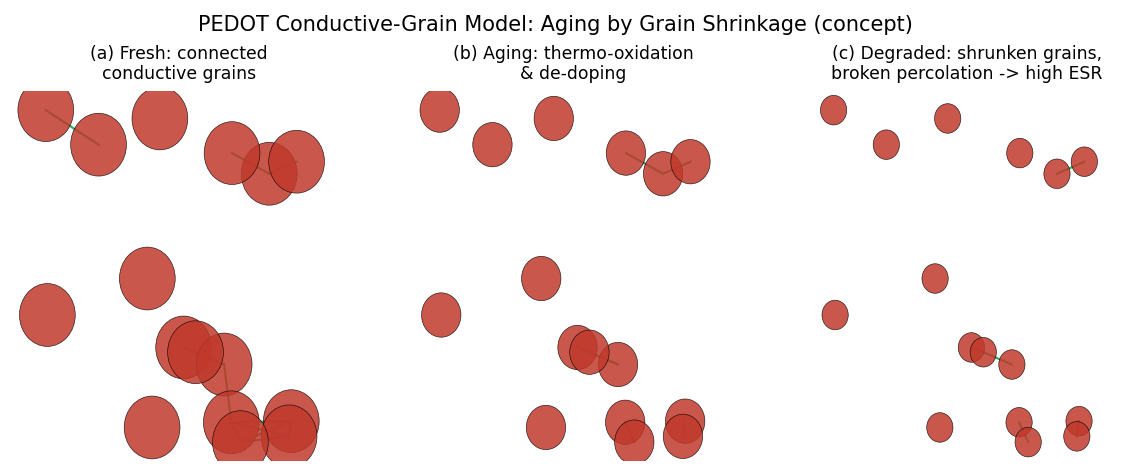 PEDOT Conductive-Grain Model: Aging by Grain Shrinkage (concept)
(a) Fresh: connected
conductive grains
(b) Aging: thermo-oxidation
& de-doping
(c) Degraded: shrunken grains,
broken percolation -> high ESR